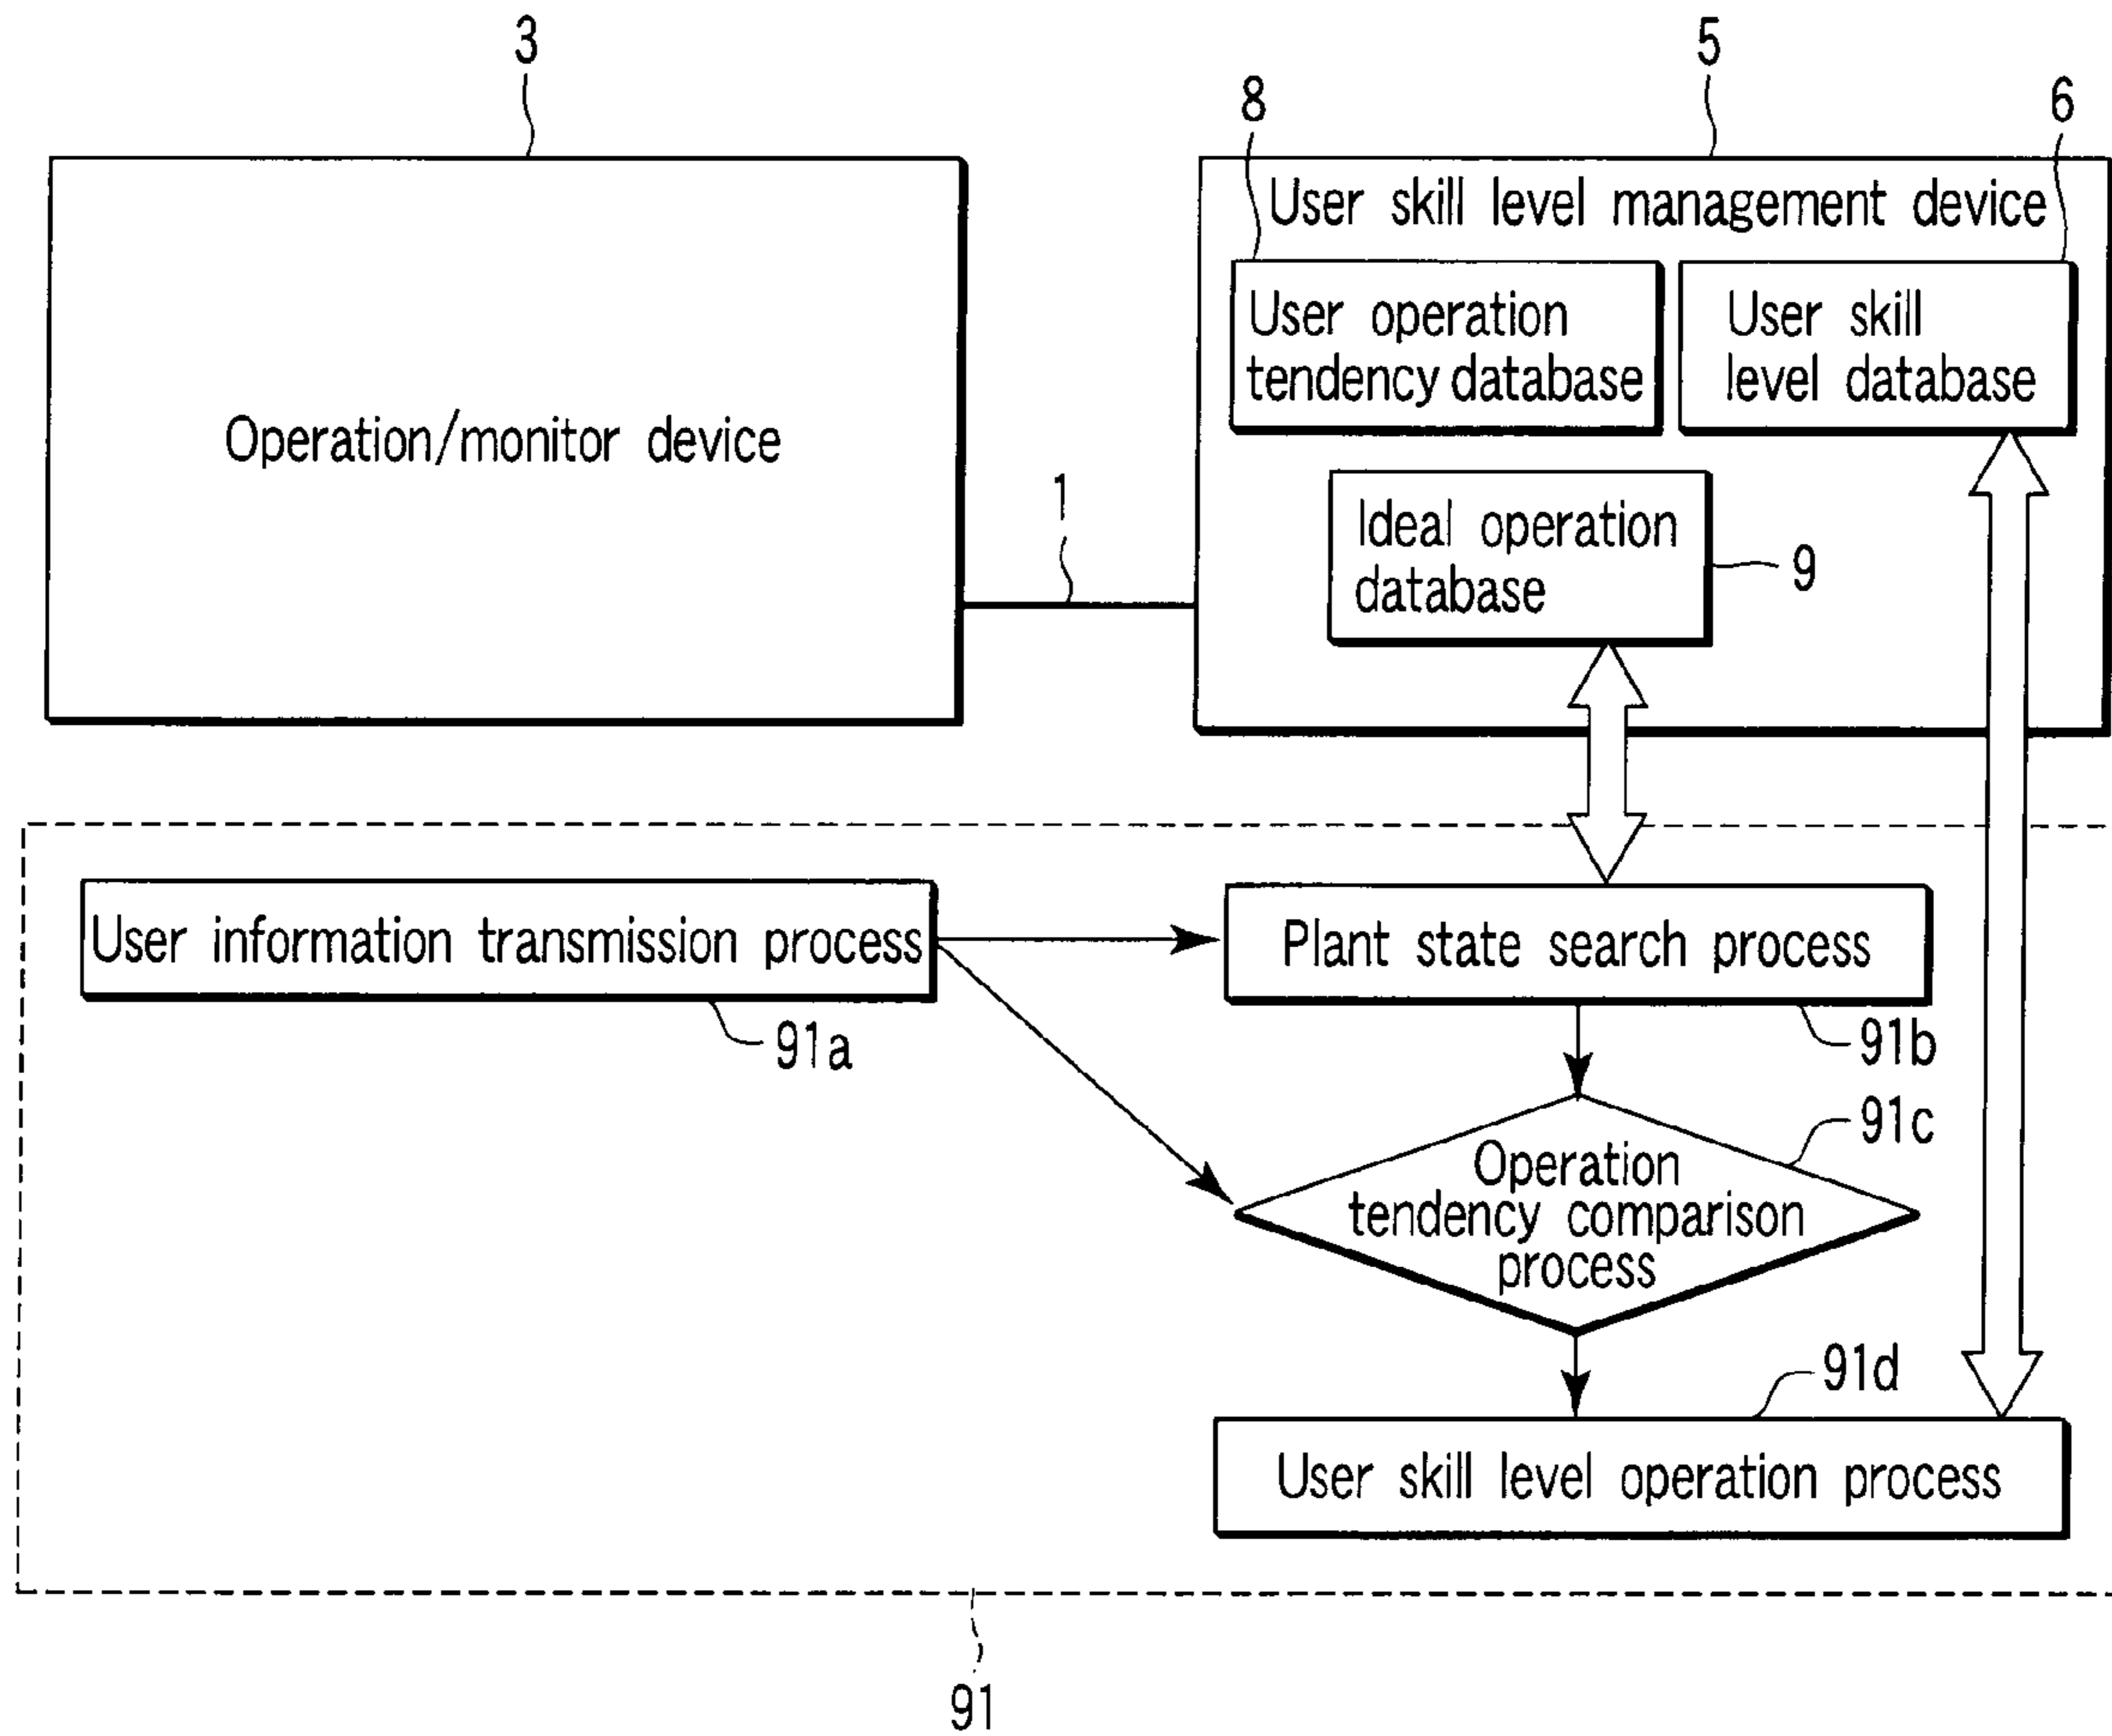 3
5
8
6
User skill level management device
User operation
tendency database
User skill
level database
Operation/monitor device
1
Ideal operation
database
9
User information transmission process
Plant state search process
91a
91b
91c
Operation
tendency comparison
process
91d
User skill level operation process
91